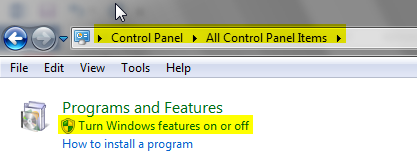 Control Panel All Control Panel Items
File Edit View Tools Help
Programs and Features
Turn Windows features on or off
How to install a program